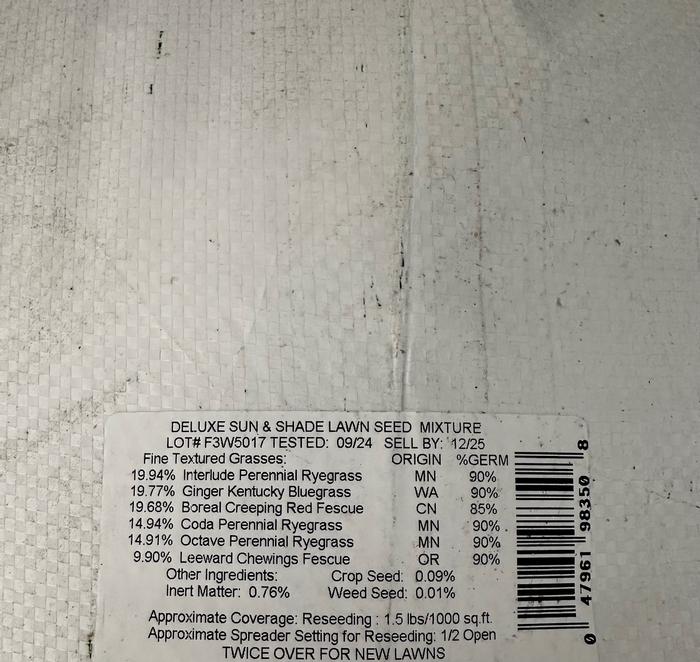 DELUXE SUN & SHADE LAWN SEED MIXTURE
LOT# F3W5017 TESTED: 09/24 SELL BY: 12/25
Fine Textured Grasses: ORIGIN %GERM
19.94% Interlude Perennial Ryegrass MN 90%
19.77% Ginger Kentucky Bluegrass WA 90%
19.68% Boreal Creeping Red Fescue CN 85%
14.94% Coda Perennial Ryegrass MN 90%
14.91% Octave Perennial Ryegrass MN 90%
9.90% Leeward Chewings Fescue OR 90%
Other Ingredients: Crop Seed: 0.09%
Inert Matter: 0.76% Weed Seed: 0.01%
Approximate Coverage: Reseeding : 1.5 lbs/1000 sq.ft.
Approximate Spreader Setting for Reseeding: 1/2 Open
TWICE OVER FOR NEW LAWNS
0 47961 98350 8